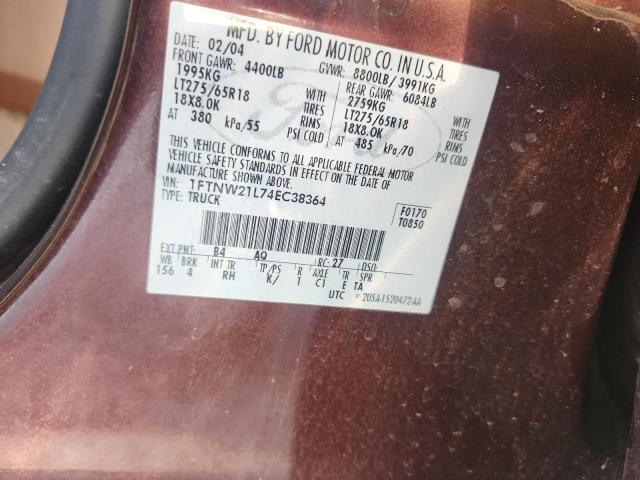 MFD. BY FORD MOTOR CO. IN U.S.A.
DATE: 02/04 GVWR: 8800LB/3991KG
FRONT GAWR: 4400LB REAR GAWR: 6084LB
1995KG WITH 2759KG WITH
LT275/65R18 TIRES LT275/65R18 TIRES
18X8.0K RIMS 18X8.0K RIMS
AT 380 kPa/55 PSI COLD AT 485 kPa/70 PSI COLD
THIS VEHICLE CONFORMS TO ALL APPLICABLE FEDERAL MOTOR
VEHICLE SAFETY STANDARDS IN EFFECT ON THE DATE OF
MANUFACTURE SHOWN ABOVE.
VIN: 1FTNW21L74EC38364
TYPE: TRUCK
F0170
T0850
EXT PNT: B4 AQ RC: 27 DSO:
WB BRK INT TR TP/PS R AXLE TR SPR
156 4 RH K/ 1 C1 E TA
UTC
Ford